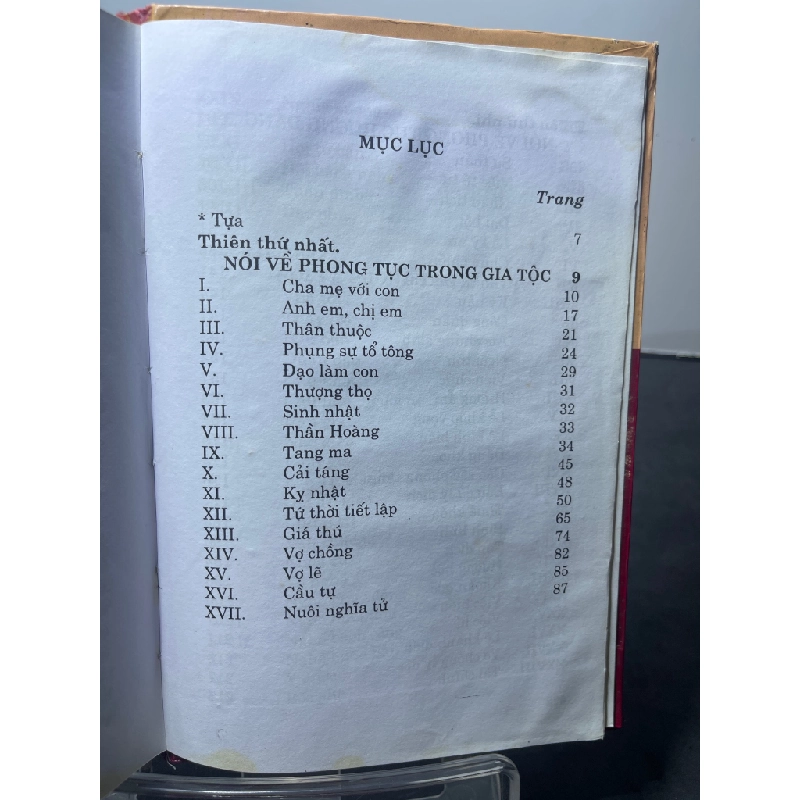 MỤC LỤC
Trang
* Tựa 7
Thiên thứ nhất.
NÓI VỀ PHONG TỤC TRONG GIA TỘC 9
I. Cha mẹ với con 10
II. Anh em, chị em 17
III. Thân thuộc 21
IV. Phụng sự tổ tông 24
V. Đạo làm con 29
VI. Thượng thọ 31
VII. Sinh nhật 32
VIII. Thần Hoàng 33
IX. Tang ma 34
X. Cải táng 45
XI. Kỵ nhật 48
XII. Tứ thời tiết lập 50
XIII. Giá thú 65
XIV. Vợ chồng 74
XV. Vợ lẽ 82
XVI. Cầu tự 85
XVII. Nuôi nghĩa tử 87